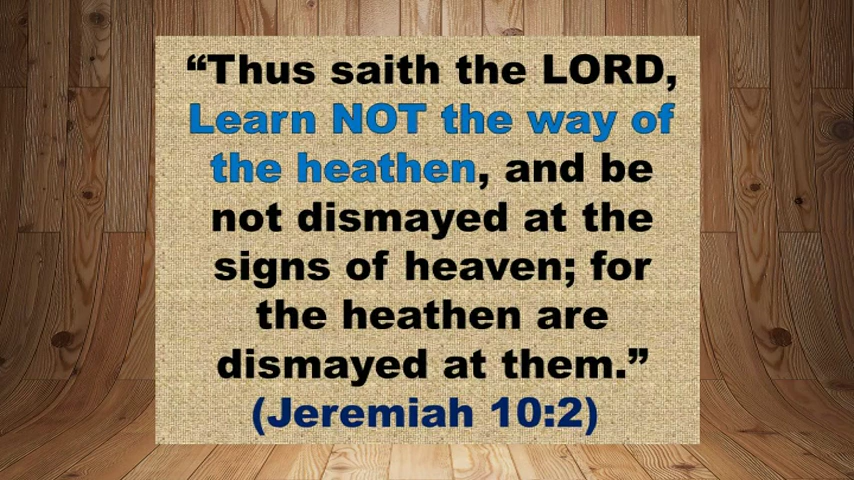 “Thus saith the LORD,
Learn NOT the way of
the heathen, and be
not dismayed at the
signs of heaven; for
the heathen are
dismayed at them.”
(Jeremiah 10:2)